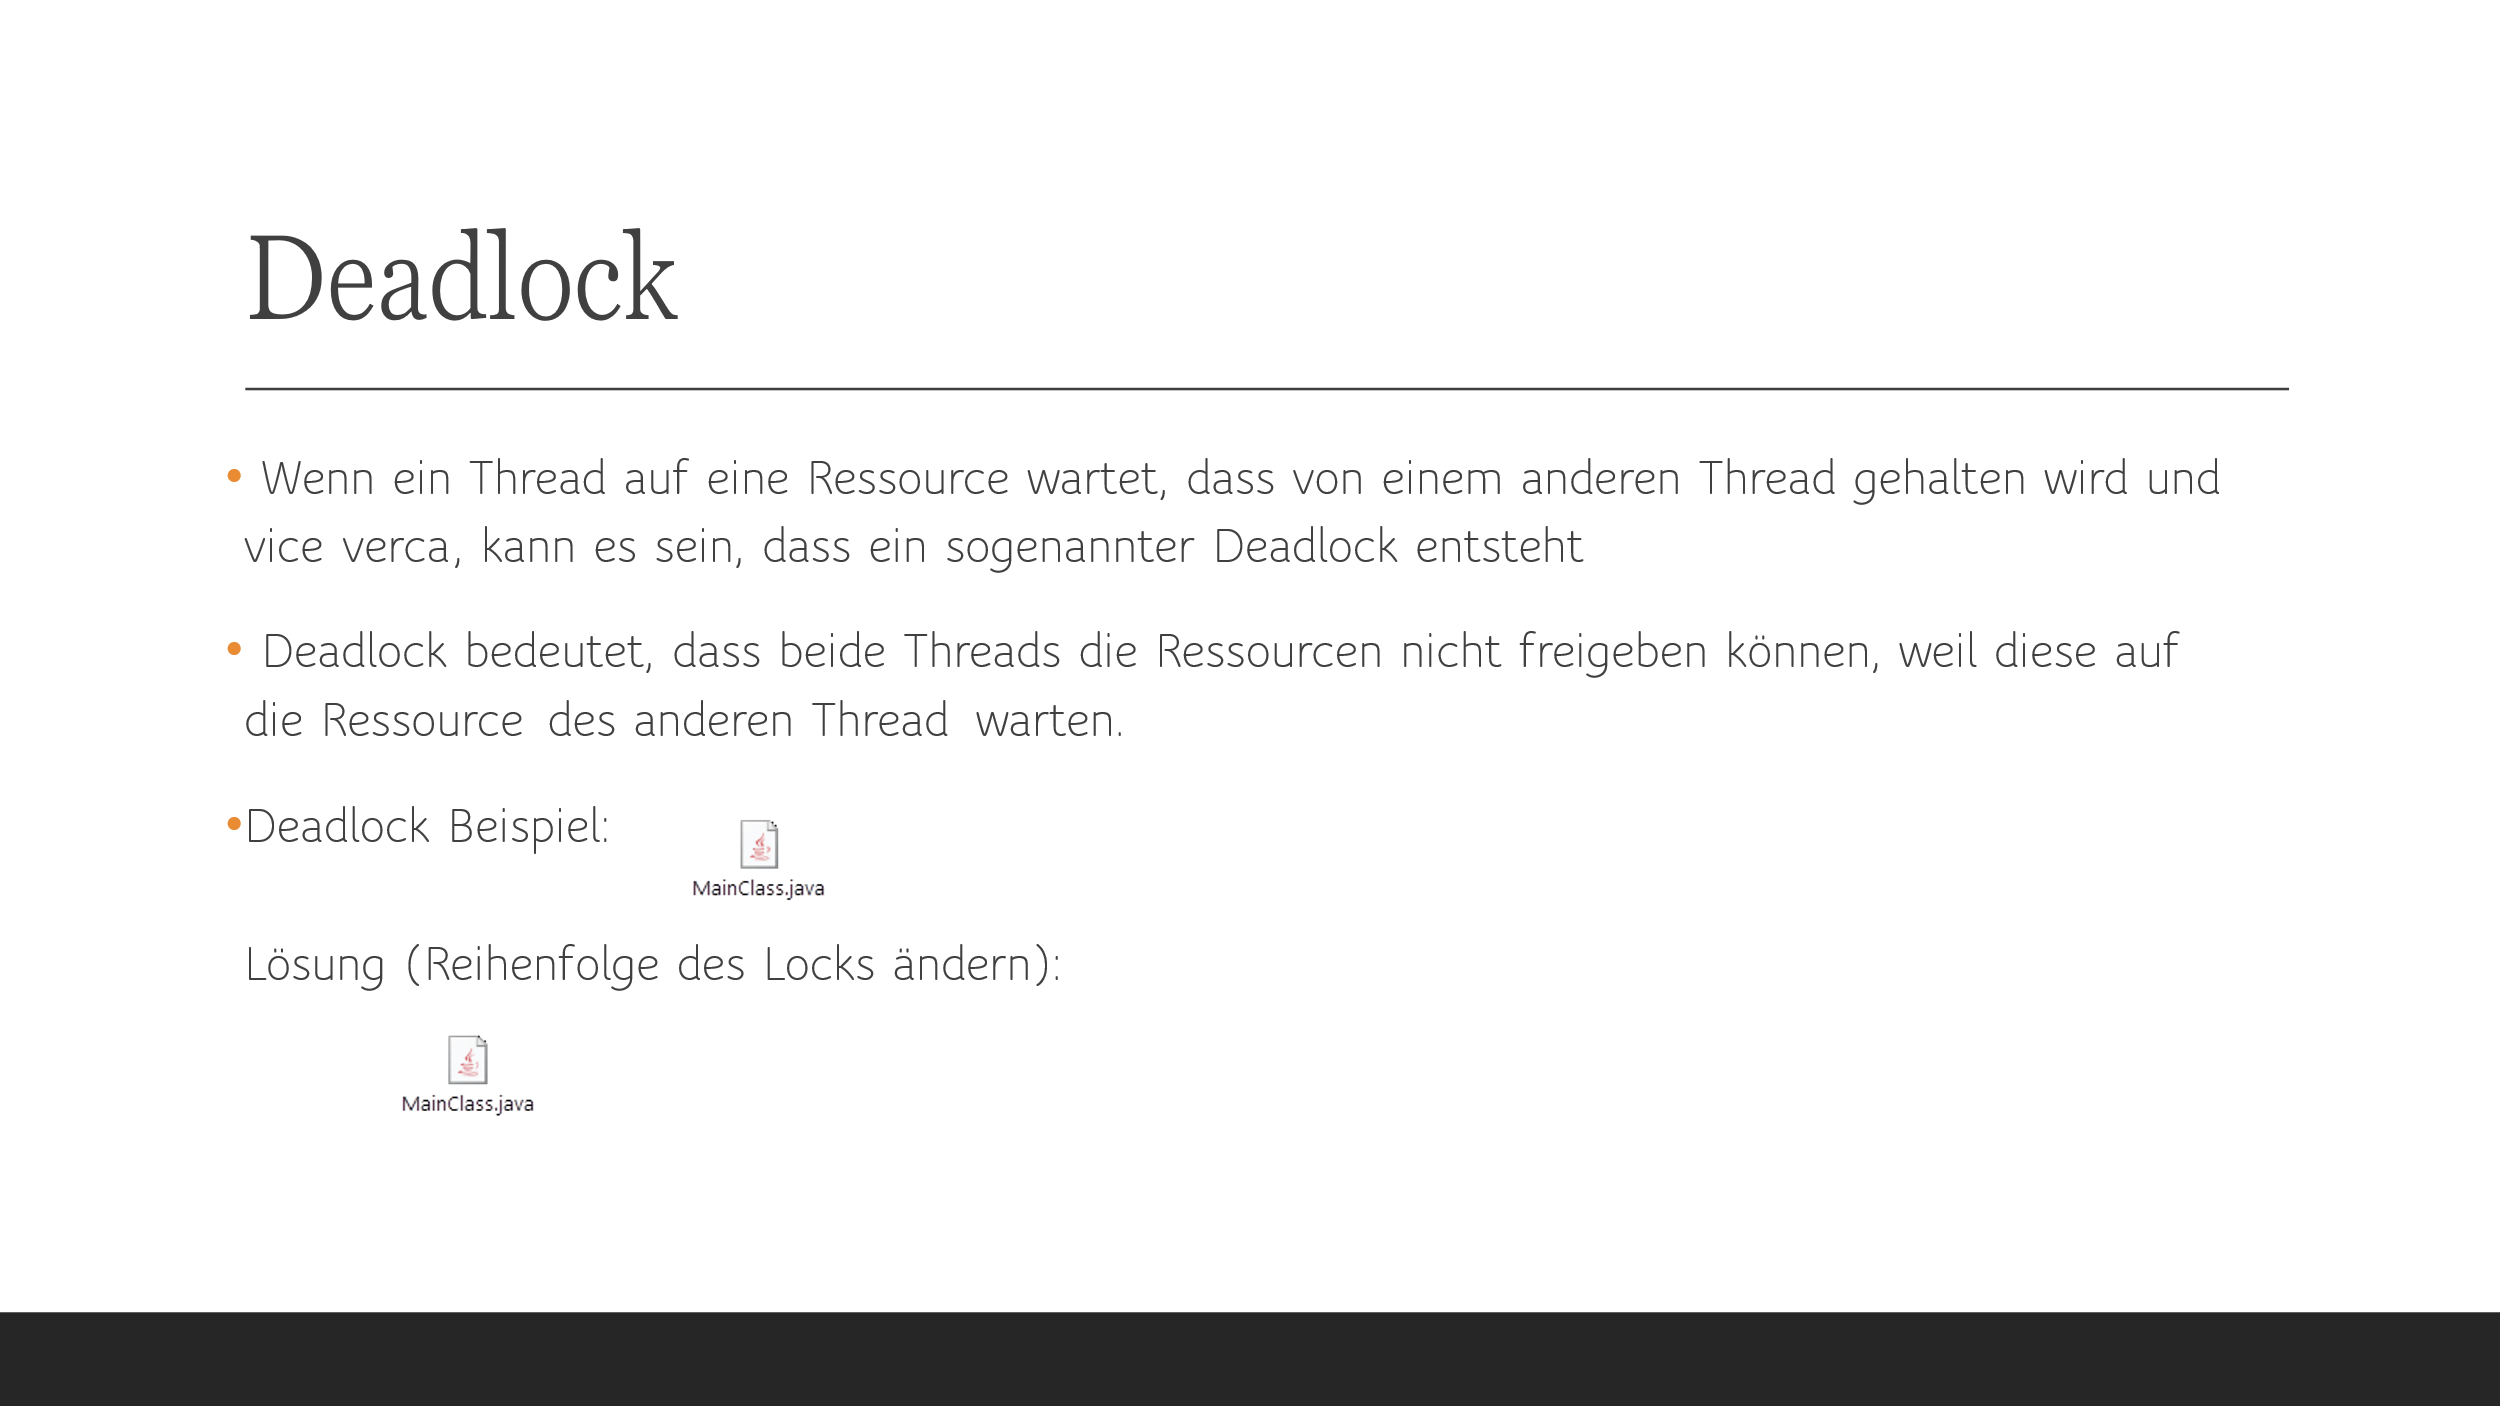 Deadlock
• Wenn ein Thread auf eine Ressource wartet, dass von einem anderen Thread gehalten wird und
vice verca, kann es sein, dass ein sogenannter Deadlock entsteht
• Deadlock bedeutet, dass beide Threads die Ressourcen nicht freigeben können, weil diese auf
die Ressource des anderen Thread warten.
•Deadlock Beispiel:
MainClass.java
Lösung (Reihenfolge des Locks ändern):
MainClass.java